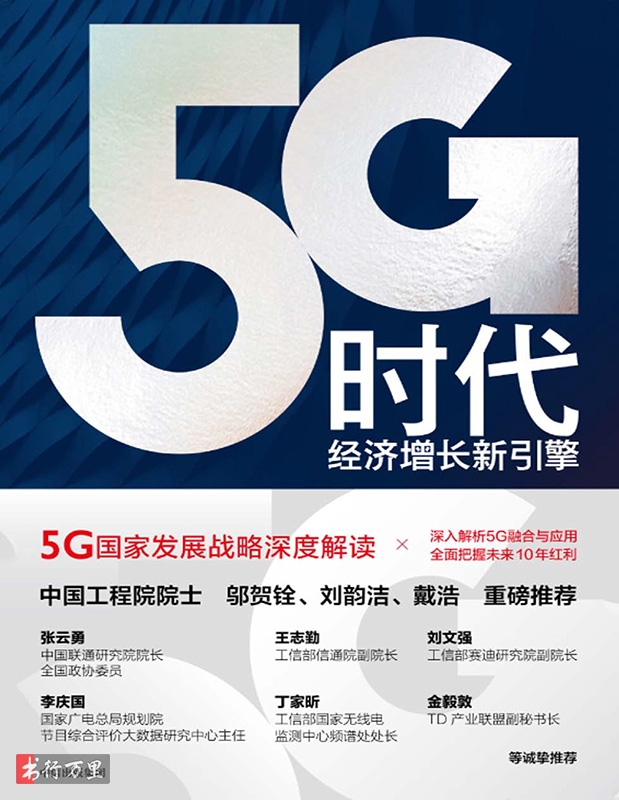 5G
时代
经济增长新引擎
5G国家发展战略深度解读
×
深入解析5G融合与应用
全面把握未来10年红利
中国工程院院士 邬贺铨、刘韵洁、戴浩 重磅推荐
张云勇
中国联通研究院院长
全国政协委员
王志勤
工信部信通院副院长
刘文强
工信部赛迪研究院副院长
李庆国
国家广电总局规划院
节目综合评价大数据研究中心主任
丁家昕
工信部国家无线电
监测中心频谱处处长
金毅敦
TD 产业联盟副秘书长
等诚挚推荐
书行万里